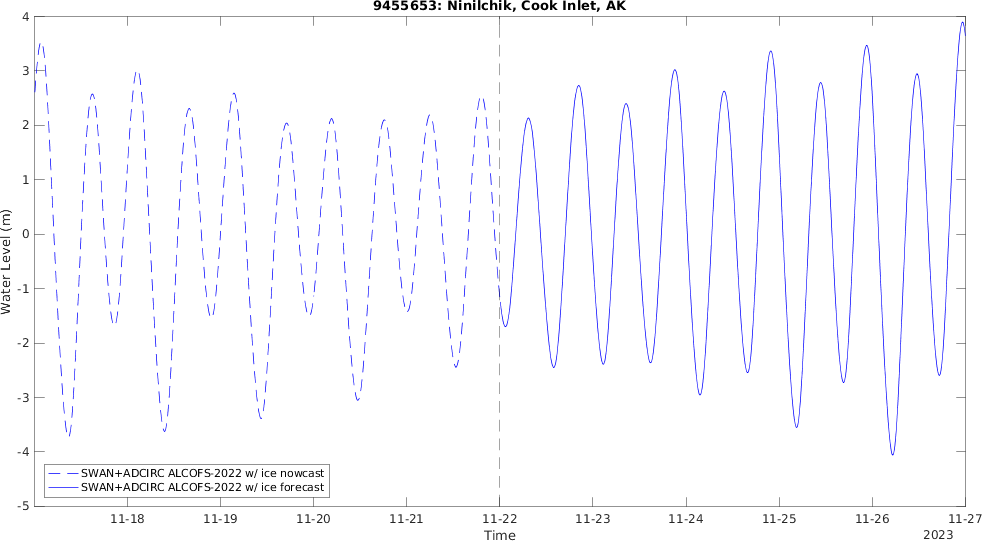 9455653: Ninilchik, Cook Inlet, AK
4
3
2
1
0
-1
-2
-3
-4
-5
Water Level (m)
SWAN+ADCIRC ALCOFS-2022 w/ ice nowcast
SWAN+ADCIRC ALCOFS-2022 w/ ice forecast
11-18 11-19 11-20 11-21 11-22 11-23 11-24 11-25 11-26 11-27
Time
2023